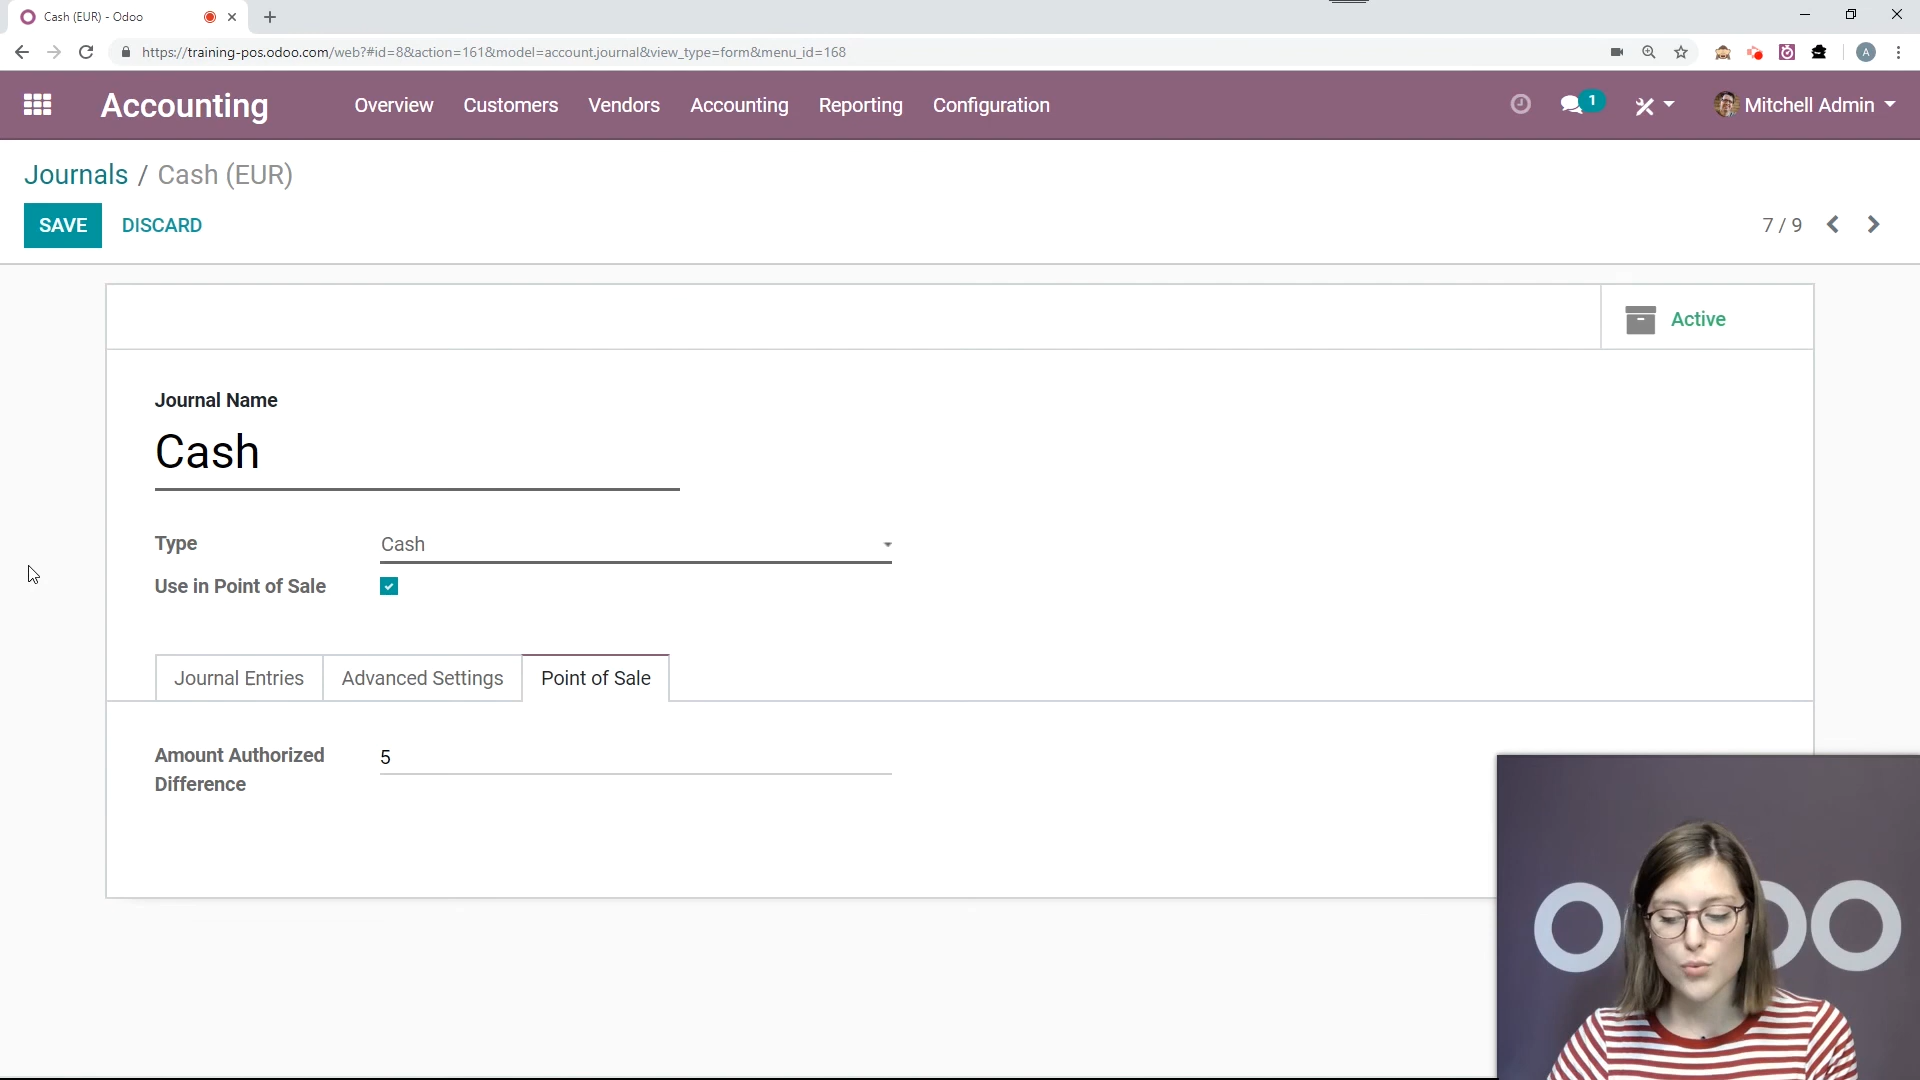 Cash (EUR) - Odoo
https://training-pos.odoo.com/web?#id=8&action=161&model=account.journal&view_type=form&menu_id=168
A
Accounting
Overview
Customers
Vendors
Accounting
Reporting
Configuration
1
Mitchell Admin
Journals / Cash (EUR)
SAVE
DISCARD
7 / 9
Active
Journal Name
Cash
Type
Cash
Use in Point of Sale
Journal Entries
Advanced Settings
Point of Sale
Amount Authorized
Difference
5